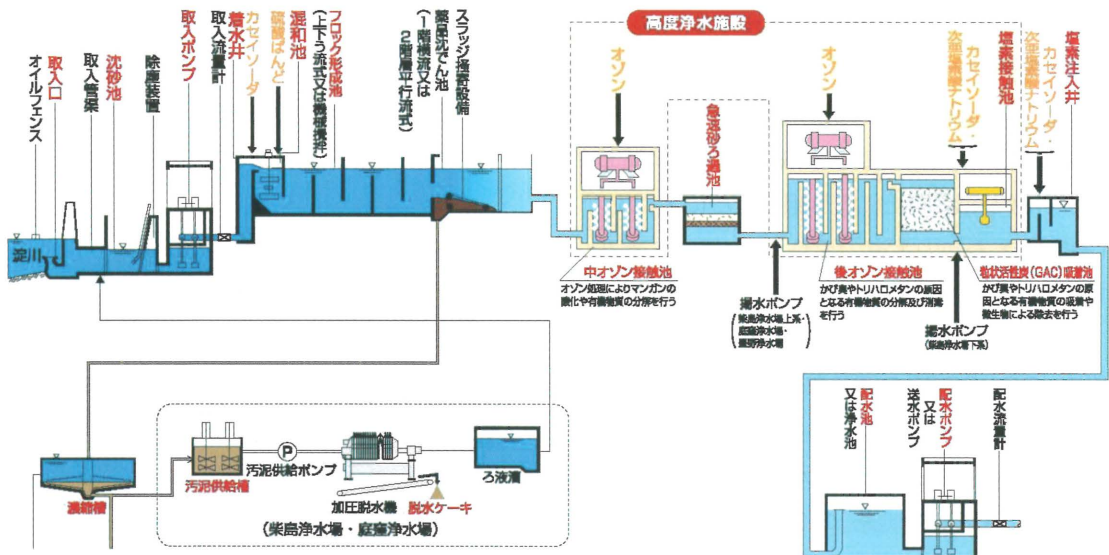 高度浄水施設
オイルフェンス
取入口
取入管渠
沈砂池
除塵装置
取入ポンプ
取入流量計
着水井
カセイソーダ
硫酸ばんど
混和池
フロック形成池
(上下う流式又は機械攪拌)
薬品沈でん池
(1階横流又は
2階層平行流式)
スラッジ掻寄設備
オゾン
急速砂ろ過池
オゾン
塩素接触池
カセイソーダ・
次亜塩素酸ナトリウム
塩素注入井
カセイソーダ・
次亜塩素酸ナトリウム
淀川
中オゾン接触池
オゾン処理によりマンガンの
酸化や有機物質の分解を行う
後オゾン接触池
かび臭やトリハロメタンの原因
となる有機物質の分解及び消毒
を行う
粒状活性炭(GAC)吸着池
かび臭やトリハロメタンの原
因となる有機物質の吸着や
微生物による除去を行う
揚水ポンプ
(柴島浄水場上系・
庭窪浄水場・
豊野浄水場)
揚水ポンプ
(柴島浄水場下系)
配水池
又は浄水池
配水ポンプ
又は
送水ポンプ
配水流量計
濃縮槽
汚泥供給槽
P
汚泥供給ポンプ
加圧脱水機
脱水ケーキ
ろ液溜
(柴島浄水場・庭窪浄水場)